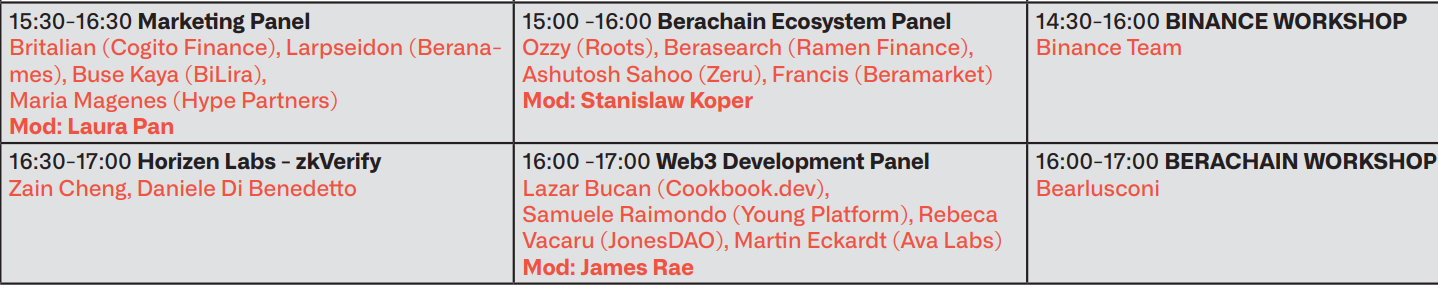 15:30-16:30 Marketing Panel
Britalian (Cogito Finance), Larpseidon (Berana-
mes), Buse Kaya (BiLira),
Maria Magenes (Hype Partners)
Mod: Laura Pan
15:00 -16:00 Berachain Ecosystem Panel
Ozzy (Roots), Berasearch (Ramen Finance),
Ashutosh Sahoo (Zeru), Francis (Beramarket)
Mod: Stanislaw Koper
14:30-16:00 BINANCE WORKSHOP
Binance Team
16:30-17:00 Horizen Labs - zkVerify
Zain Cheng, Daniele Di Benedetto
16:00 -17:00 Web3 Development Panel
Lazar Bucan (Cookbook.dev),
Samuele Raimondo (Young Platform), Rebeca
Vacaru (JonesDAO), Martin Eckardt (Ava Labs)
Mod: James Rae
16:00-17:00 BERACHAIN WORKSHOP
Bearlusconi